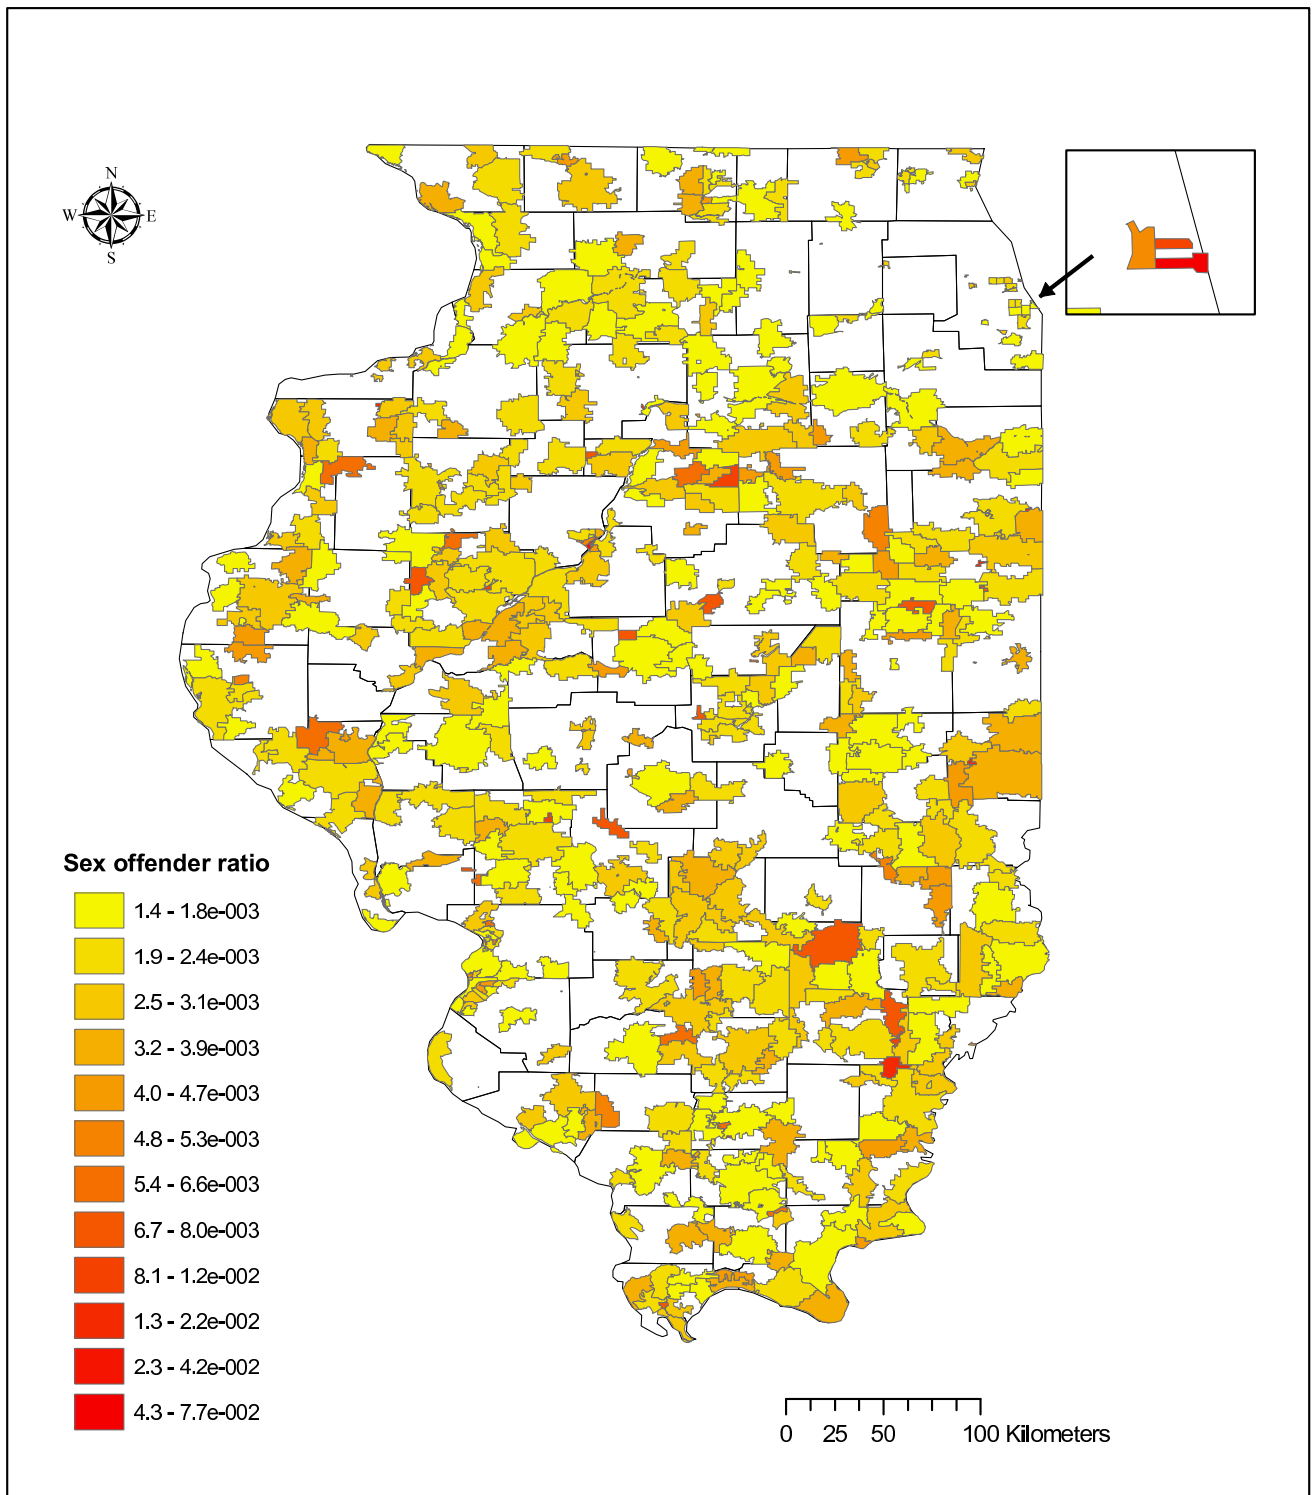 N
W E
S
Sex offender ratio
1.4 - 1.8e-003
1.9 - 2.4e-003
2.5 - 3.1e-003
3.2 - 3.9e-003
4.0 - 4.7e-003
4.8 - 5.3e-003
5.4 - 6.6e-003
6.7 - 8.0e-003
8.1 - 1.2e-002
1.3 - 2.2e-002
2.3 - 4.2e-002
4.3 - 7.7e-002
0 25 50 100 Kilometers